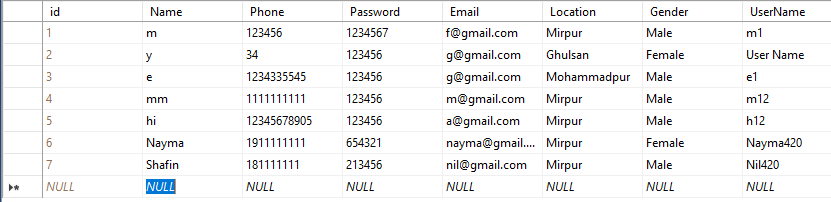 id Name Phone Password Email Location Gender UserName
1 m 123456 1234567 f@gmail.com Mirpur Male m1
2 y 34 123456 g@gmail.com Ghulsan Female User Name
3 e 1234335545 123456 g@gmail.com Mohammadpur Male e1
4 mm 1111111111 123456 m@gmail.com Mirpur Male m12
5 hi 12345678905 123456 a@gmail.com Mirpur Male h12
6 Nayma 1911111111 654321 nayma@gmail.... Mirpur Female Nayma420
7 Shafin 181111111 213456 nil@gmail.com Mirpur Male Nil420
NULL NULL NULL NULL NULL NULL NULL NULL